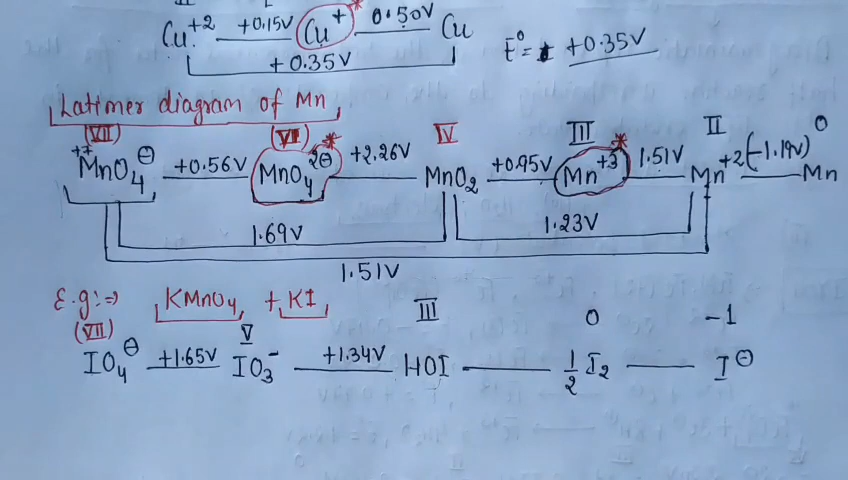 Cu+2 +0.15V Cu+ * 0.50V Cu
+0.35V
E°= +0.35V
Latimer diagram of Mn
(VII) (VI) IV III II 0
+7 MnO4⊖ +0.56V MnO4 2⊖ * +2.26V MnO2 +0.95V Mn+3 * 1.51V Mn+2 (-1.19V) Mn
1.69V 1.23V
1.51V
E.g:⇒ KMnO4 + KI
(VII) V III 0 -1
IO4⊖ +1.65V IO3- +1.34V HOI ½ I2 I⊖